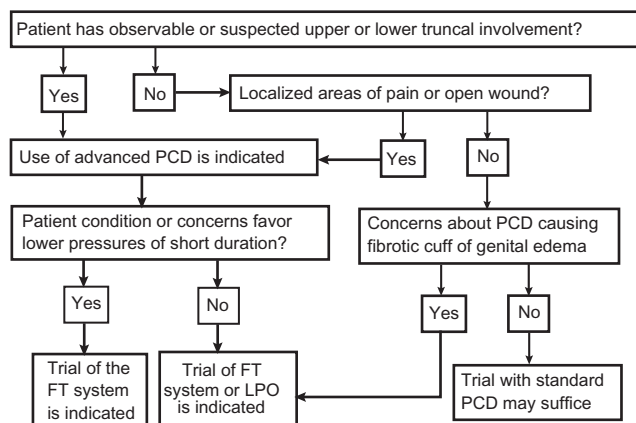 Patient has observable or suspected upper or lower truncal involvement?
Yes
No
Localized areas of pain or open wound?
Use of advanced PCD is indicated
Yes
No
Patient condition or concerns favor
lower pressures of short duration?
Concerns about PCD causing
fibrotic cuff of genital edema
Yes
No
Yes
No
Trial of the
FT system
is indicated
Trial of FT
system or LPO
is indicated
Trial with standard
PCD may suffice